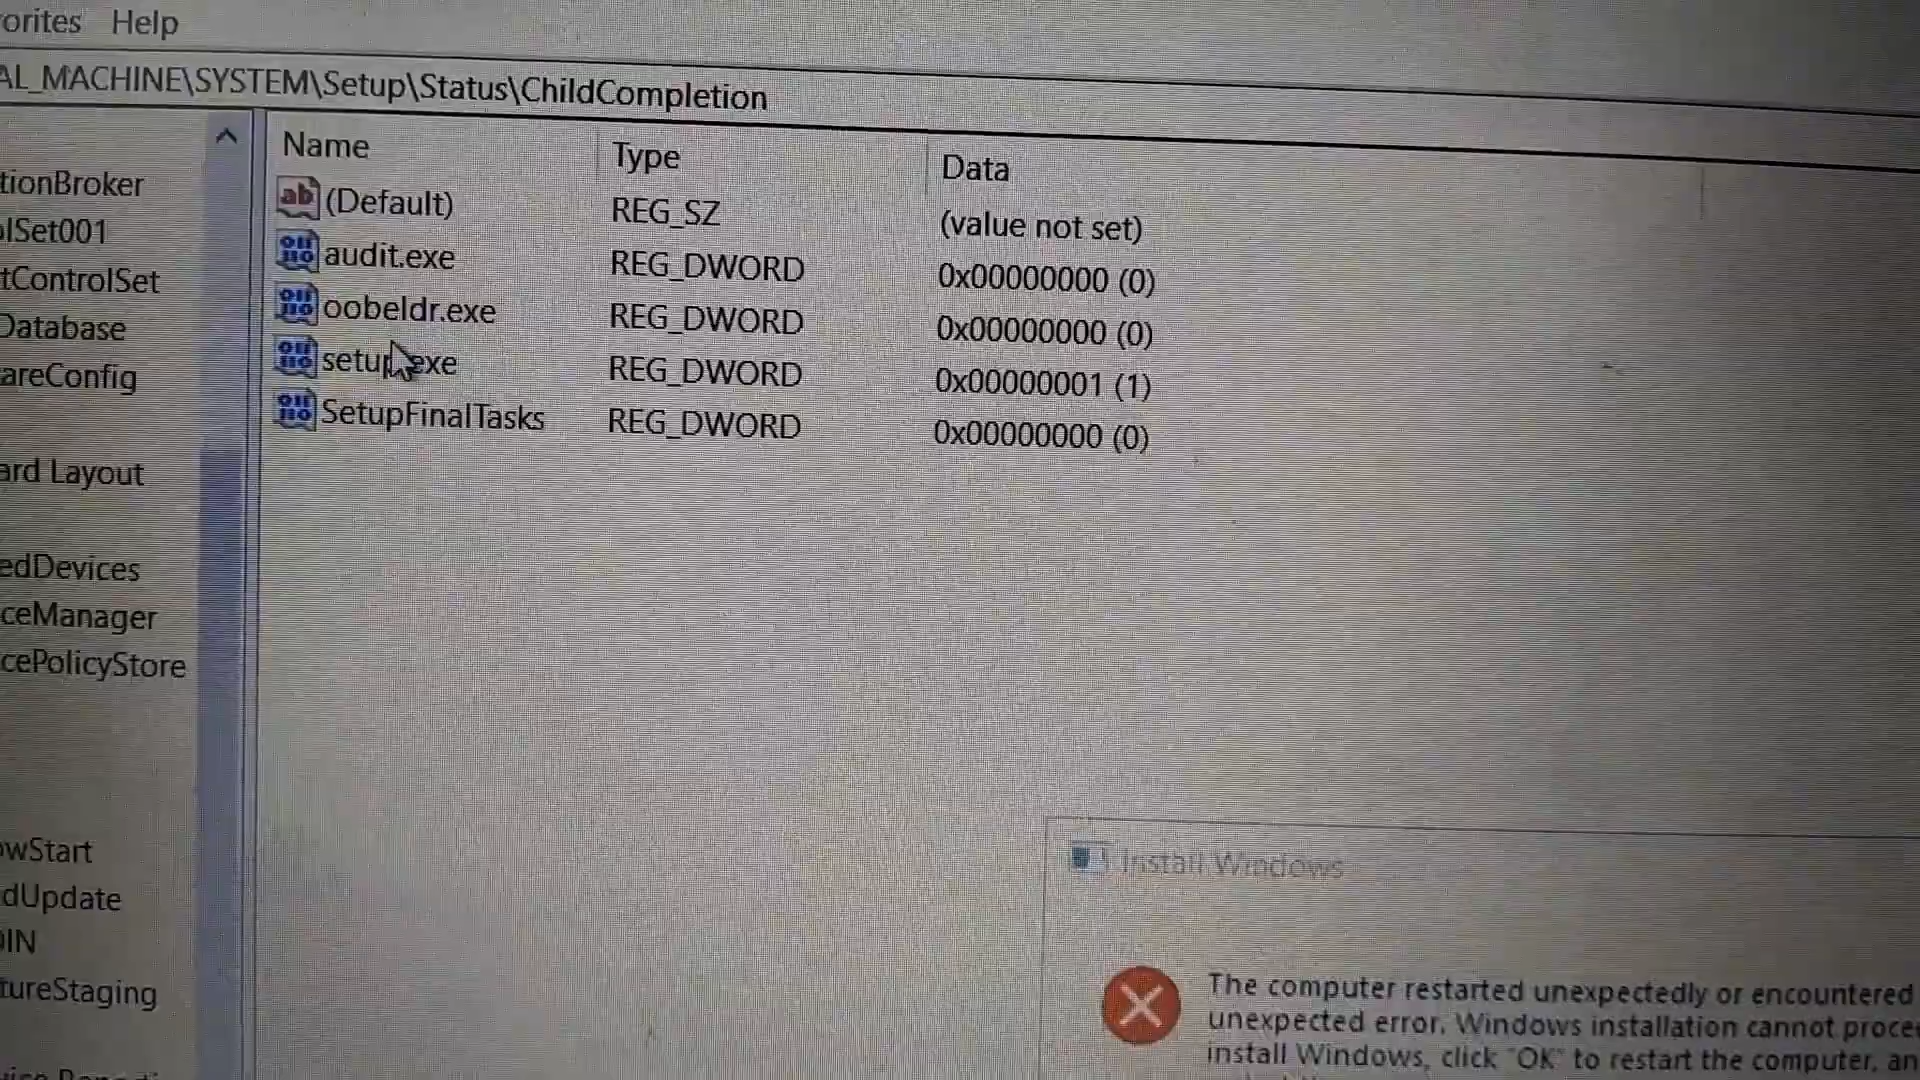 orites Help
AL_MACHINE\SYSTEM\Setup\Status\ChildCompletion
Name Type Data
(Default) REG_SZ (value not set)
audit.exe REG_DWORD 0x00000000 (0)
oobeldr.exe REG_DWORD 0x00000000 (0)
setup.exe REG_DWORD 0x00000001 (1)
SetupFinalTasks REG_DWORD 0x00000000 (0)
tionBroker
lSet001
tControlSet
Database
areConfig
ard Layout
edDevices
ceManager
cePolicyStore
owStart
dUpdate
IN
tureStaging
Install Windows
The computer restarted unexpectedly or encountered
unexpected error. Windows installation cannot procee
install Windows, click "OK" to restart the computer, an